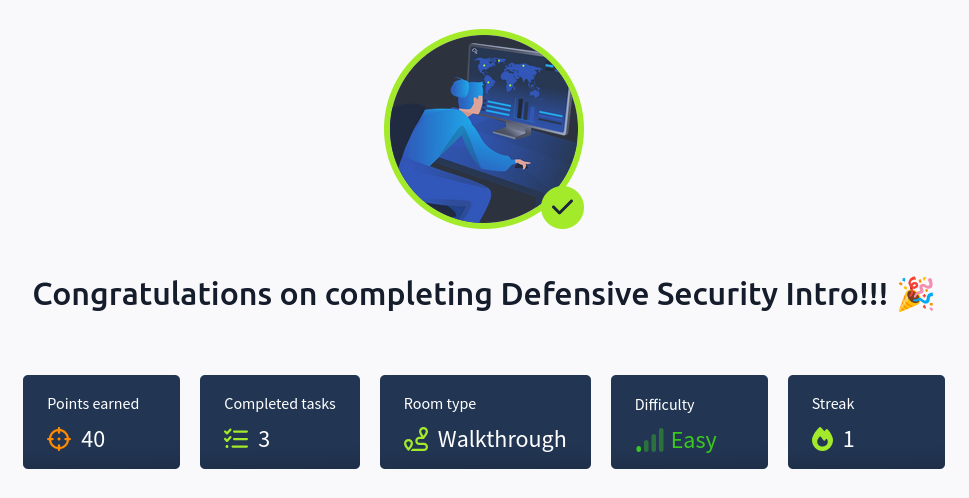 Congratulations on completing Defensive Security Intro!!! 🎉
Points earned
40
Completed tasks
3
Room type
Walkthrough
Difficulty
Easy
Streak
1